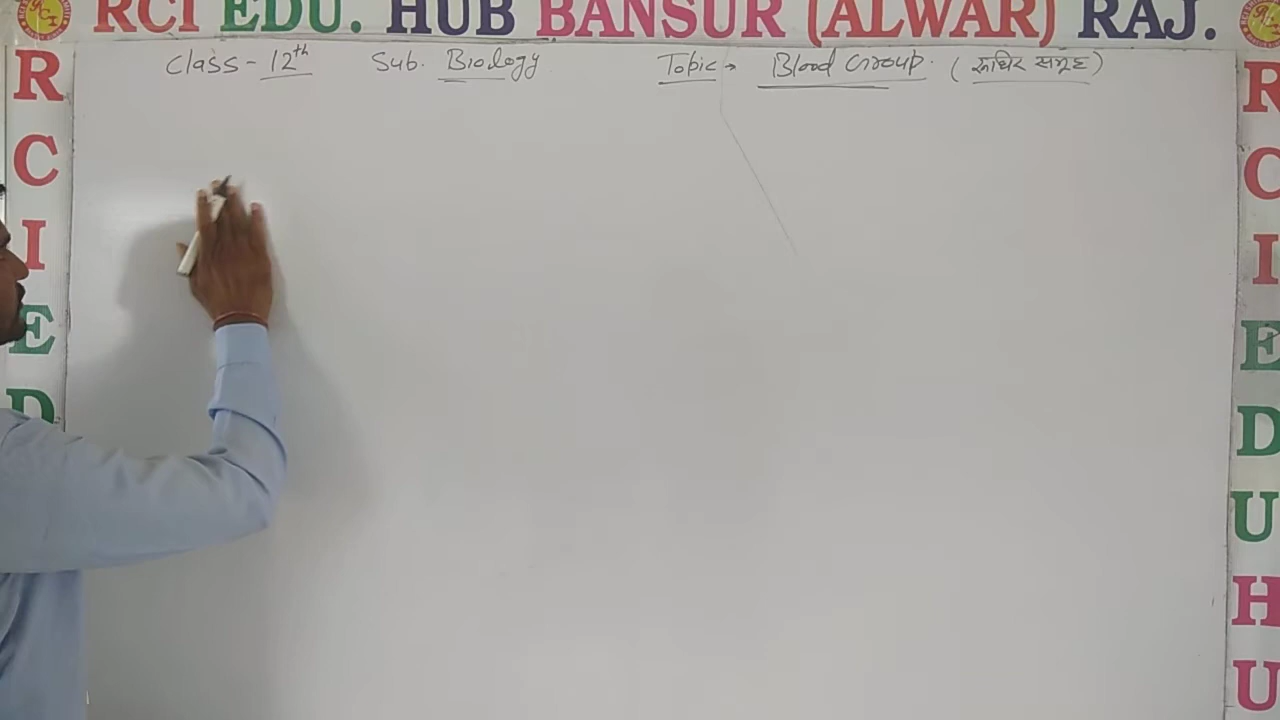 RCI EDU. HUB BANSUR (ALWAR) RAJ.
Class - 12th Sub. Biology Topic → Blood Group. (रूधिर समूह)
R
C
I
E
D
R
C
I
E
D
U
H
U